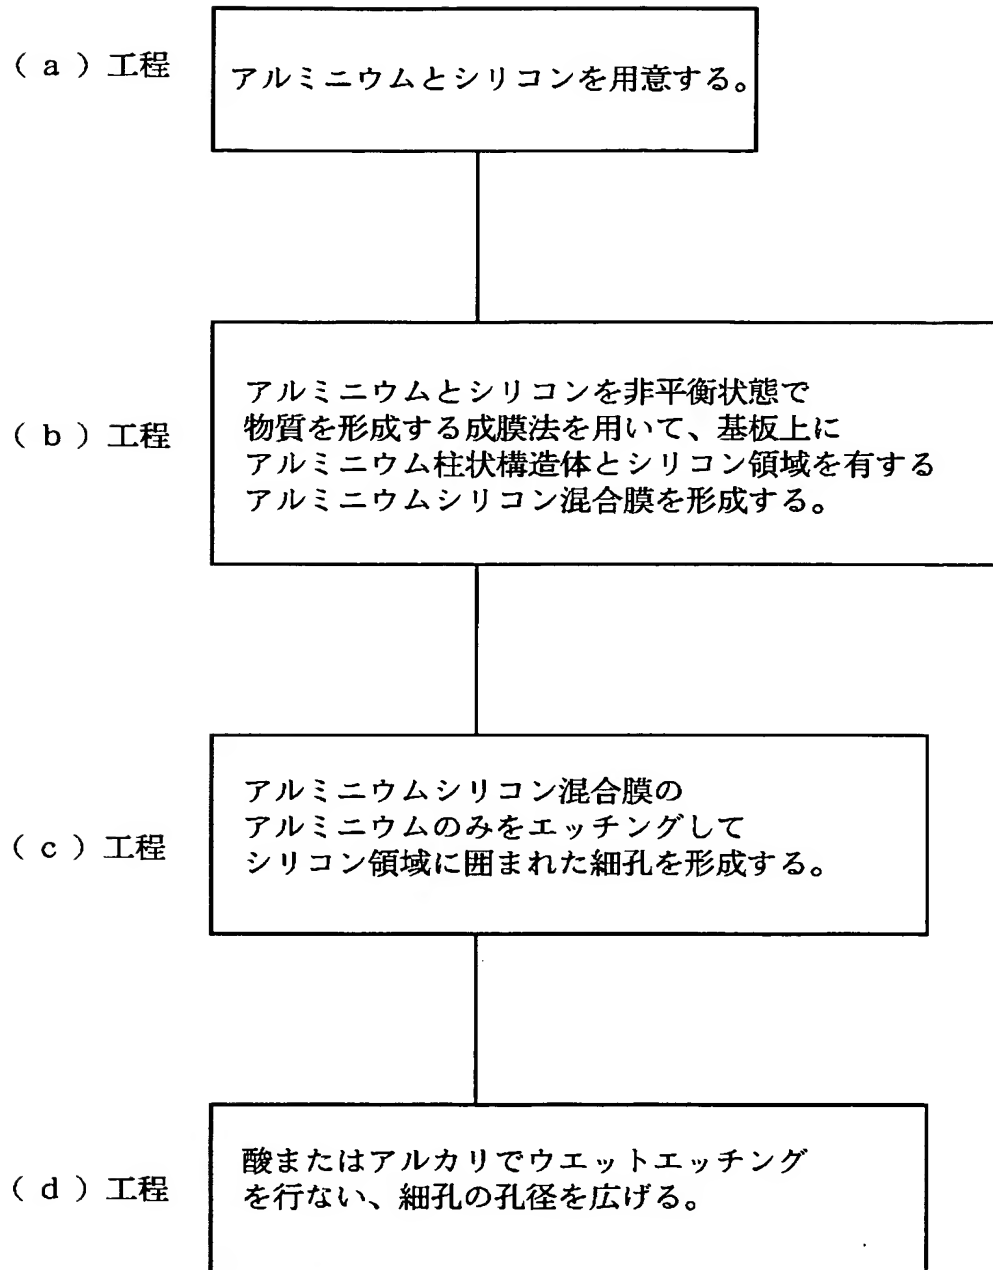 （ａ）工程
アルミニウムとシリコンを用意する。
（ｂ）工程
アルミニウムとシリコンを非平衡状態で
物質を形成する成膜法を用いて、基板上に
アルミニウム柱状構造体とシリコン領域を有する
アルミニウムシリコン混合膜を形成する。
（ｃ）工程
アルミニウムシリコン混合膜の
アルミニウムのみをエッチングして
シリコン領域に囲まれた細孔を形成する。
（ｄ）工程
酸またはアルカリでウエットエッチング
を行ない、細孔の孔径を広げる。